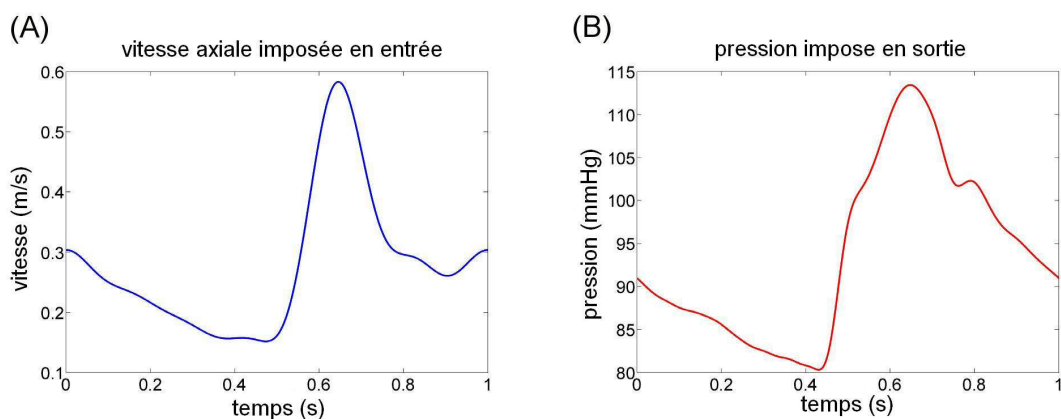 (A)
vitesse axiale imposée en entrée
0.6
0.5
0.4
0.3
0.2
0.1
vitesse (m/s)
0 0.2 0.4 0.6 0.8 1
temps (s)
(B)
pression impose en sortie
115
110
105
100
95
90
85
80
pression (mmHg)
0 0.2 0.4 0.6 0.8 1
temps (s)